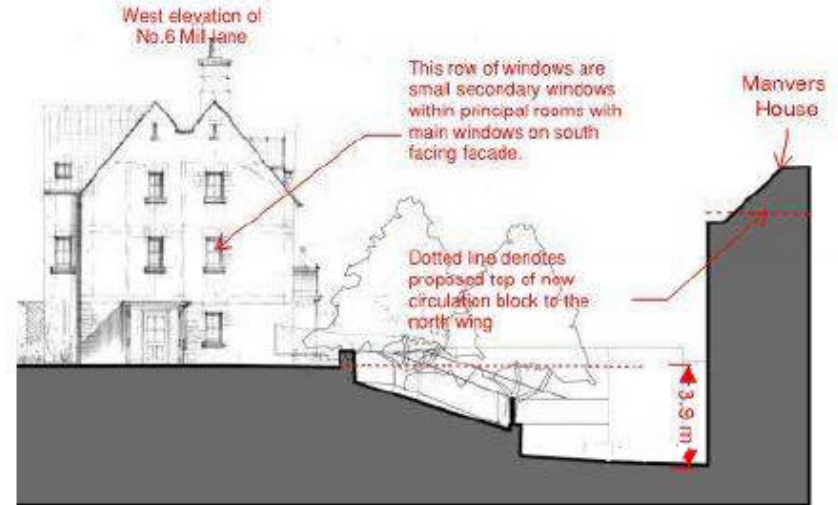 West elevation of
No.6 Mill Lane
This row of windows are
small secondary windows
within principal rooms with
main windows on south
facing facade.
Manvers
House
Dotted line denotes
proposed top of new
circulation block to the
north wing
3.9 m